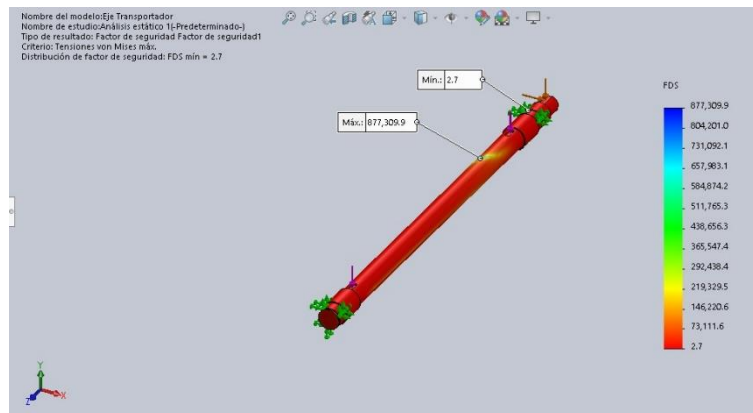 Nombre del modelo:Eje Transportador
Nombre de estudio:Análisis estático 1(-Predeterminado-)
Tipo de resultado: Factor de seguridad Factor de seguridad1
Criterio: Tensiones von Mises máx.
Distribución de factor de seguridad: FDS mín = 2.7
Mín.: 2.7
Máx.: 877,309.9
FDS
877,309.9
804,201.0
731,092.1
657,983.1
584,874.2
511,765.3
438,656.3
365,547.4
292,438.4
219,329.5
146,220.6
73,111.6
2.7
Y
X
Z